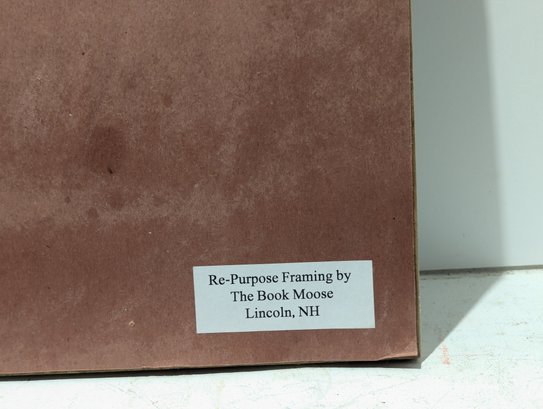 Re-Purpose Framing by
The Book Moose
Lincoln, NH